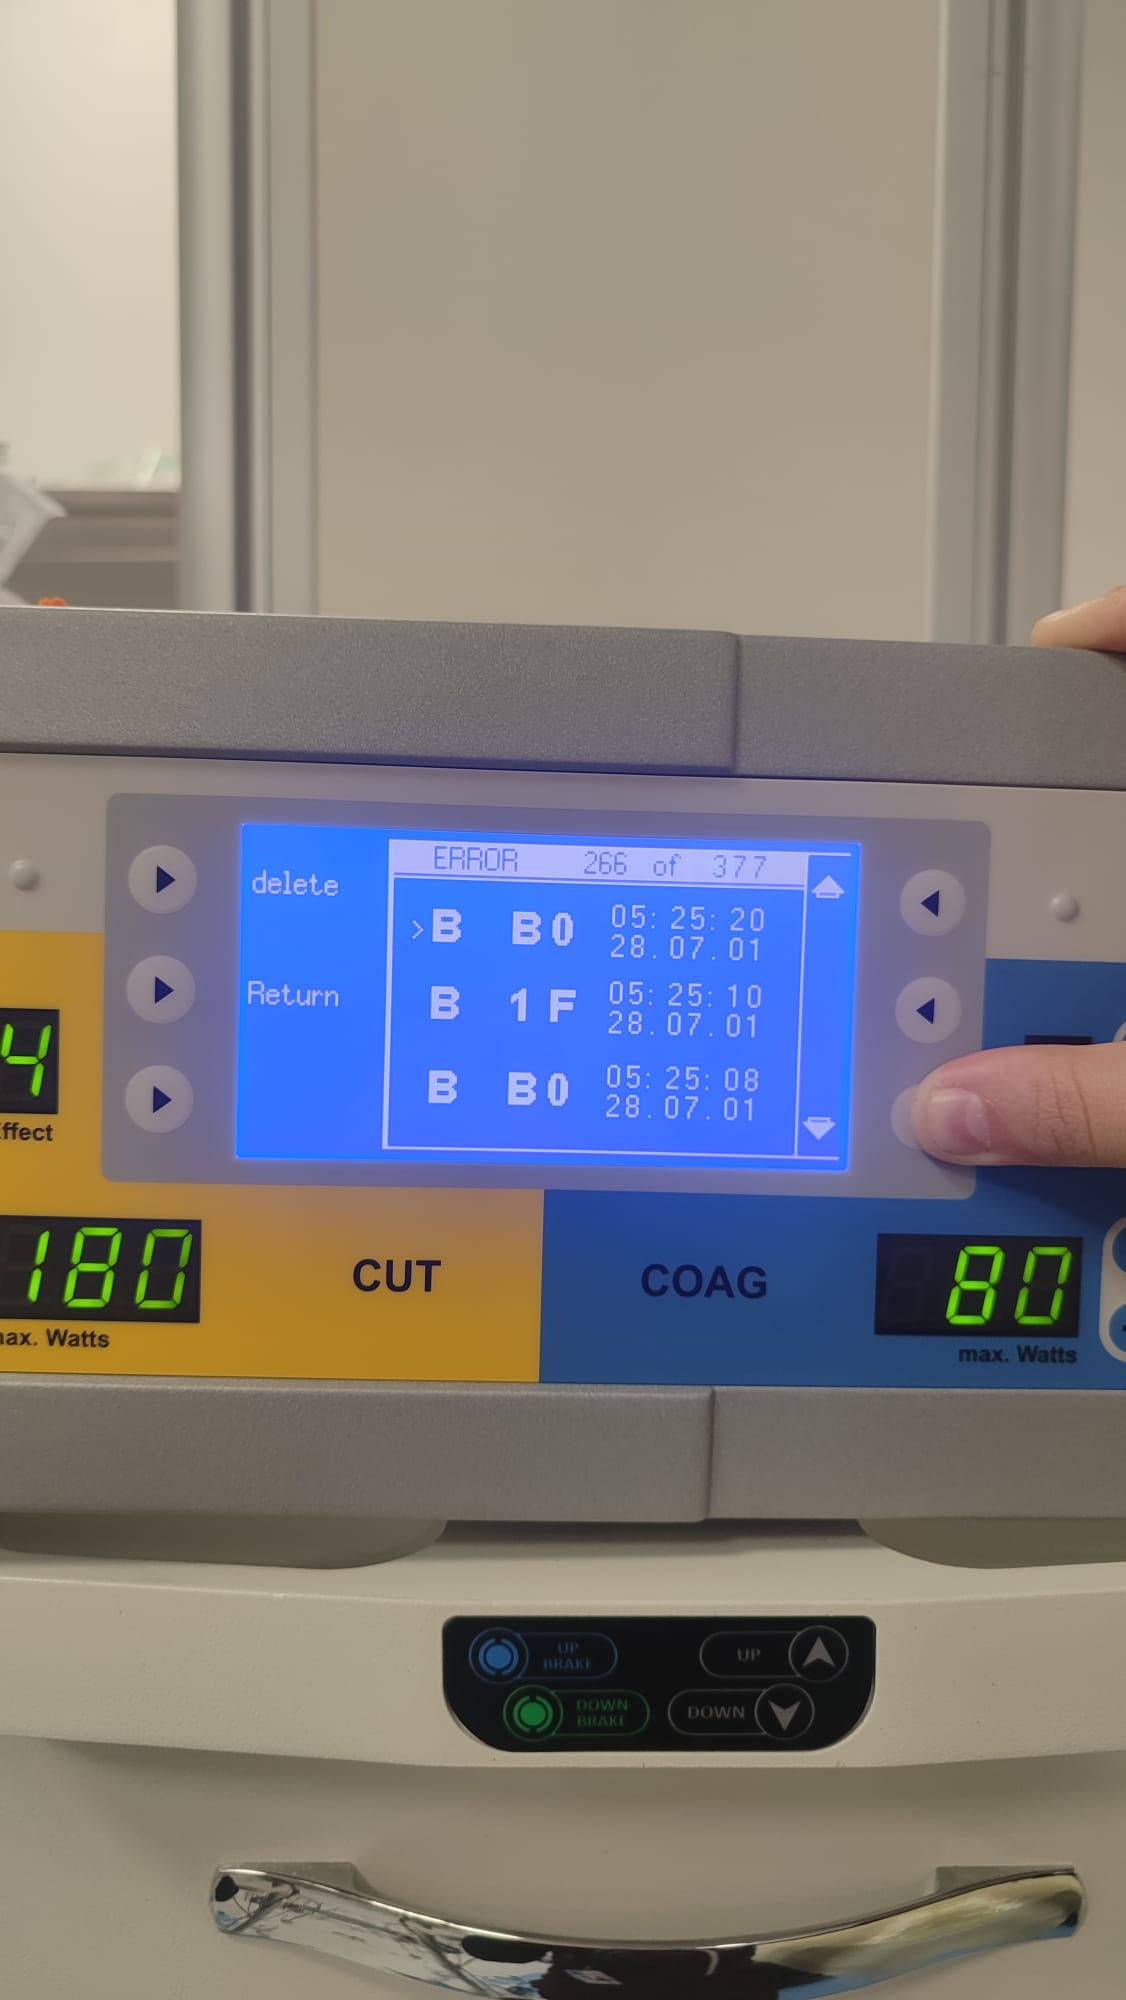 delete
Return
ERROR 266 of 377
>B B0 05:25:20
28.07.01
B 1F 05:25:10
28.07.01
B B0 05:25:08
28.07.01
4
180
max. Watts
CUT
COAG
80
max. Watts
UP
BRAKE
UP
DOWN
BRAKE
DOWN